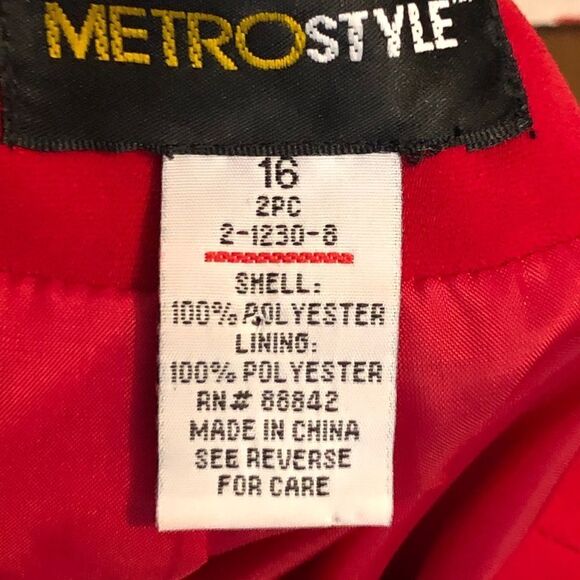 METROSTYLE™
16
2PC
2-1230-8
SHELL:
100% POLYESTER
LINING:
100% POLYESTER
RN# 88842
MADE IN CHINA
SEE REVERSE
FOR CARE